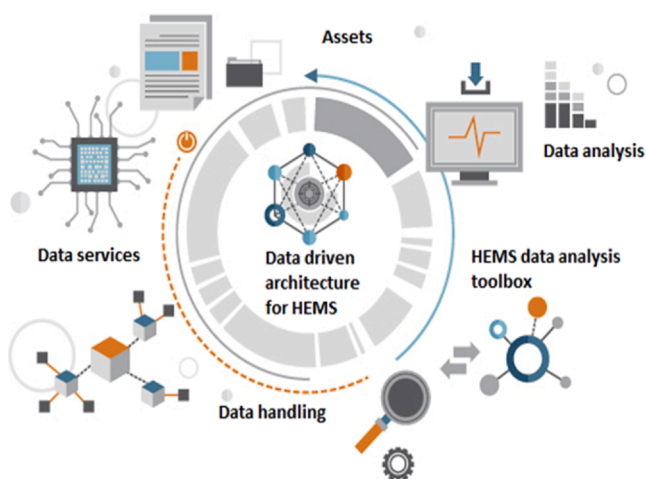 Assets
Data analysis
Data services
Data driven
architecture
for HEMS
HEMS data analysis
toolbox
Data handling